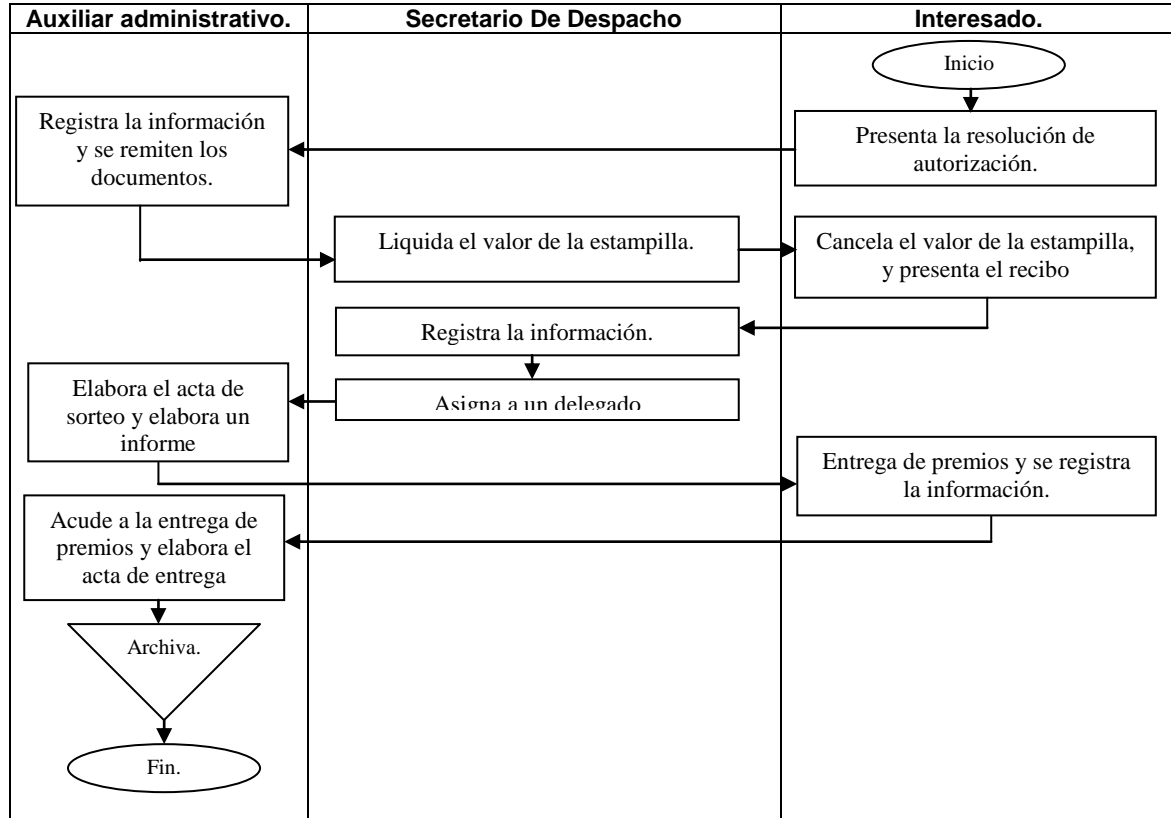 Auxiliar administrativo.
Secretario De Despacho
Interesado.
Inicio
Presenta la resolución de
autorización.
Registra la información
y se remiten los
documentos.
Liquida el valor de la estampilla.
Cancela el valor de la estampilla,
y presenta el recibo
Registra la información.
Asigna a un delegado
Elabora el acta de
sorteo y elabora un
informe
Entrega de premios y se registra
la información.
Acude a la entrega de
premios y elabora el
acta de entrega
Archiva.
Fin.